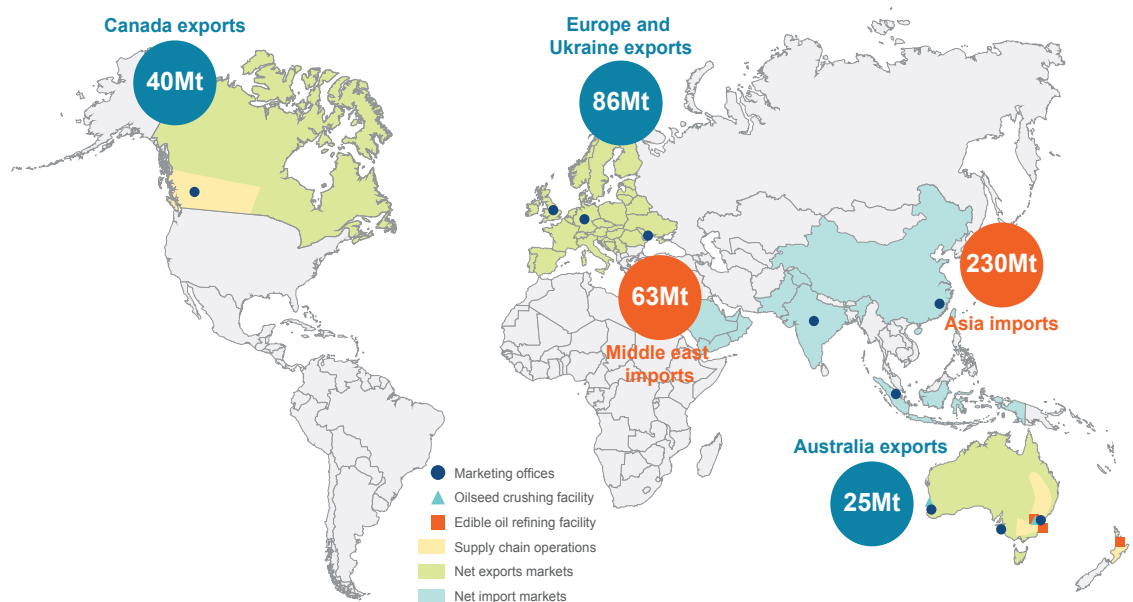 Canada exports
40Mt
Europe and
Ukraine exports
86Mt
230Mt
Asia imports
63Mt
Middle east
imports
Australia exports
25Mt
Marketing offices
Oilseed crushing facility
Edible oil refining facility
Supply chain operations
Net exports markets
Net import markets